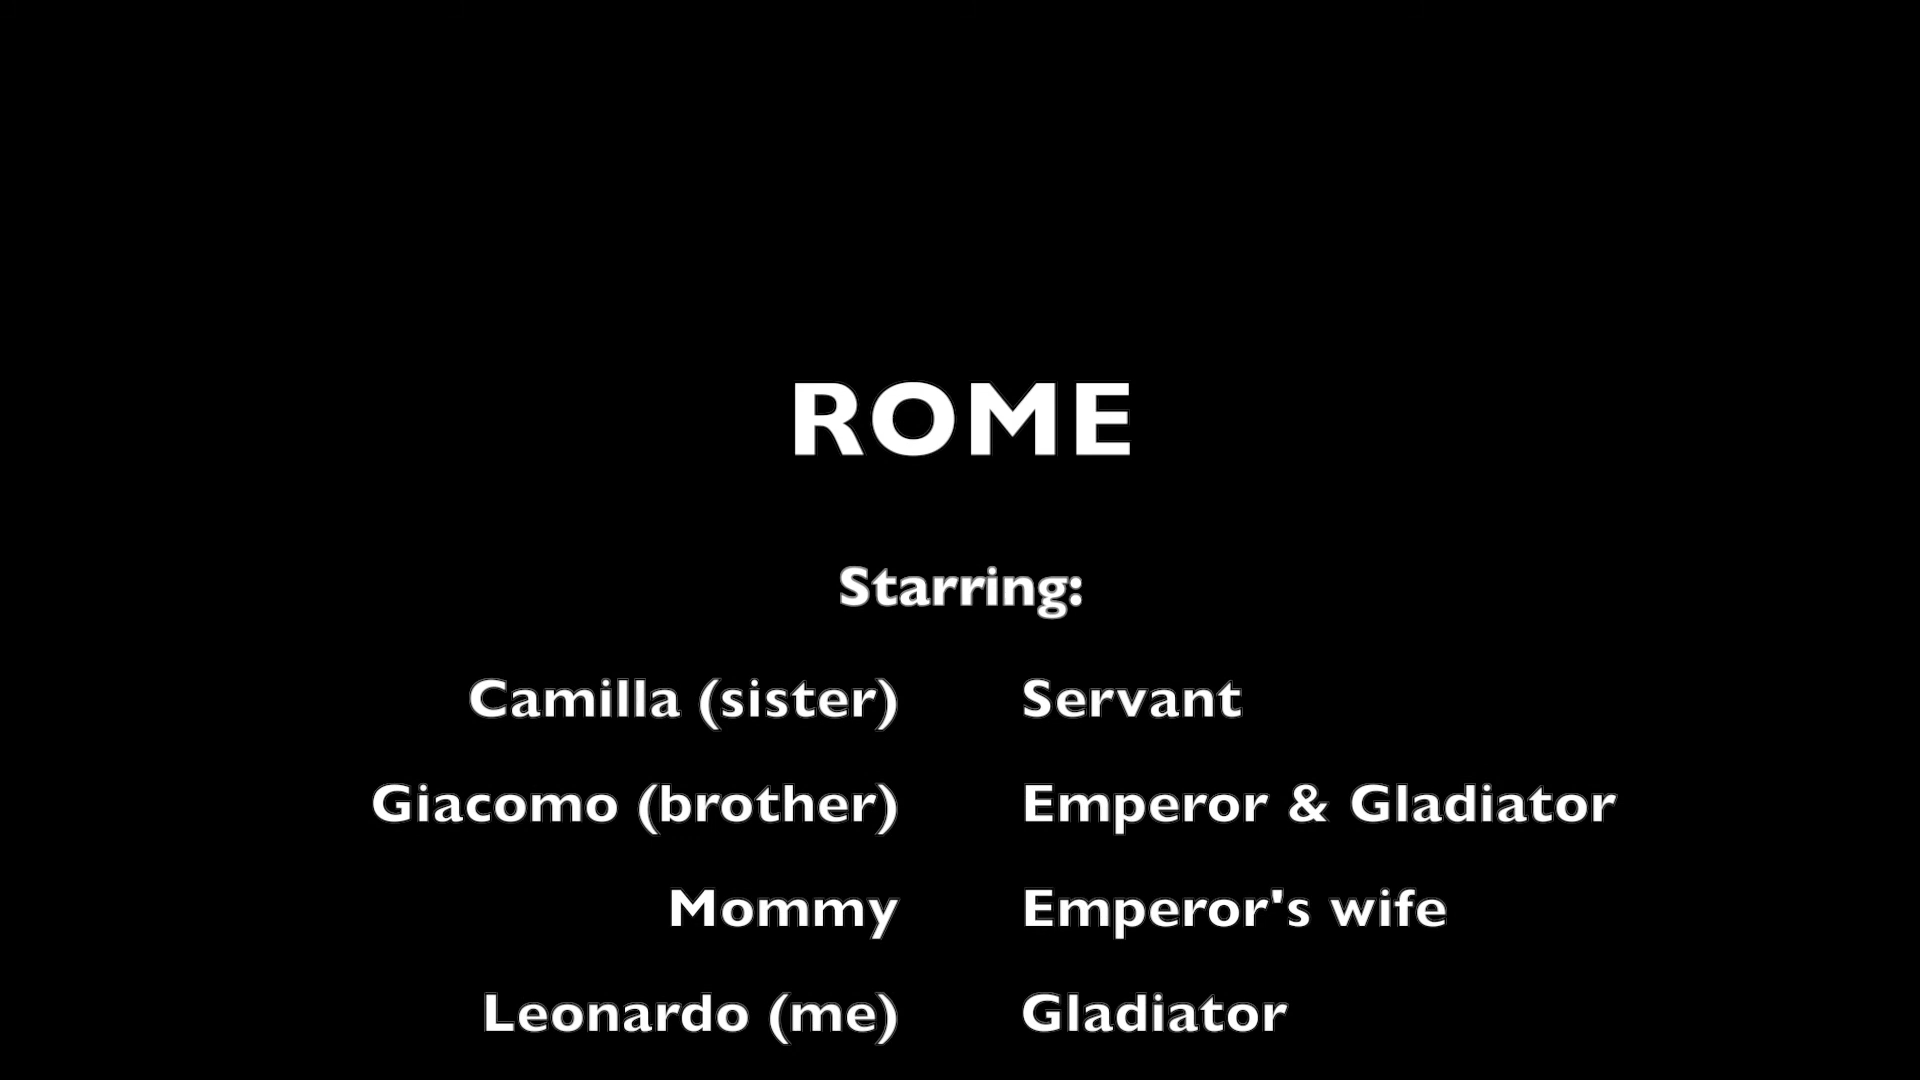 ROME
Starring:
Camilla (sister) Servant
Giacomo (brother) Emperor & Gladiator
Mommy Emperor's wife
Leonardo (me) Gladiator